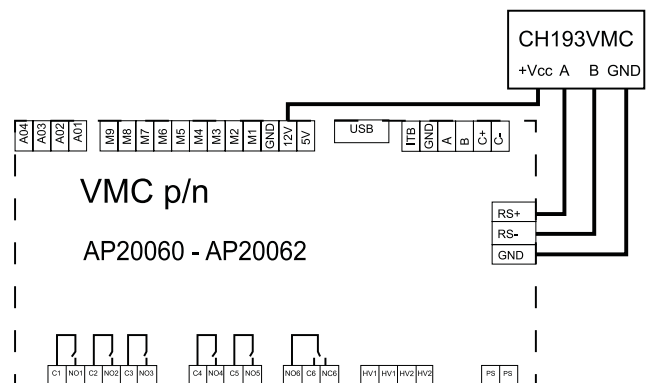 CH193VMC
+Vcc A B GND
A04 A03 A02 A01 M9 M8 M7 M6 M5 M4 M3 M2 M1 GND 12V 5V USB ITB GND A B C+ C-
VMC p/n
RS+
RS-
AP20060 - AP20062
GND
C1 NO1 C2 NO2 C3 NO3 C4 NO4 C5 NO5 NO6 C6 NC6 HV1 HV1 HV2 HV2 PS PS